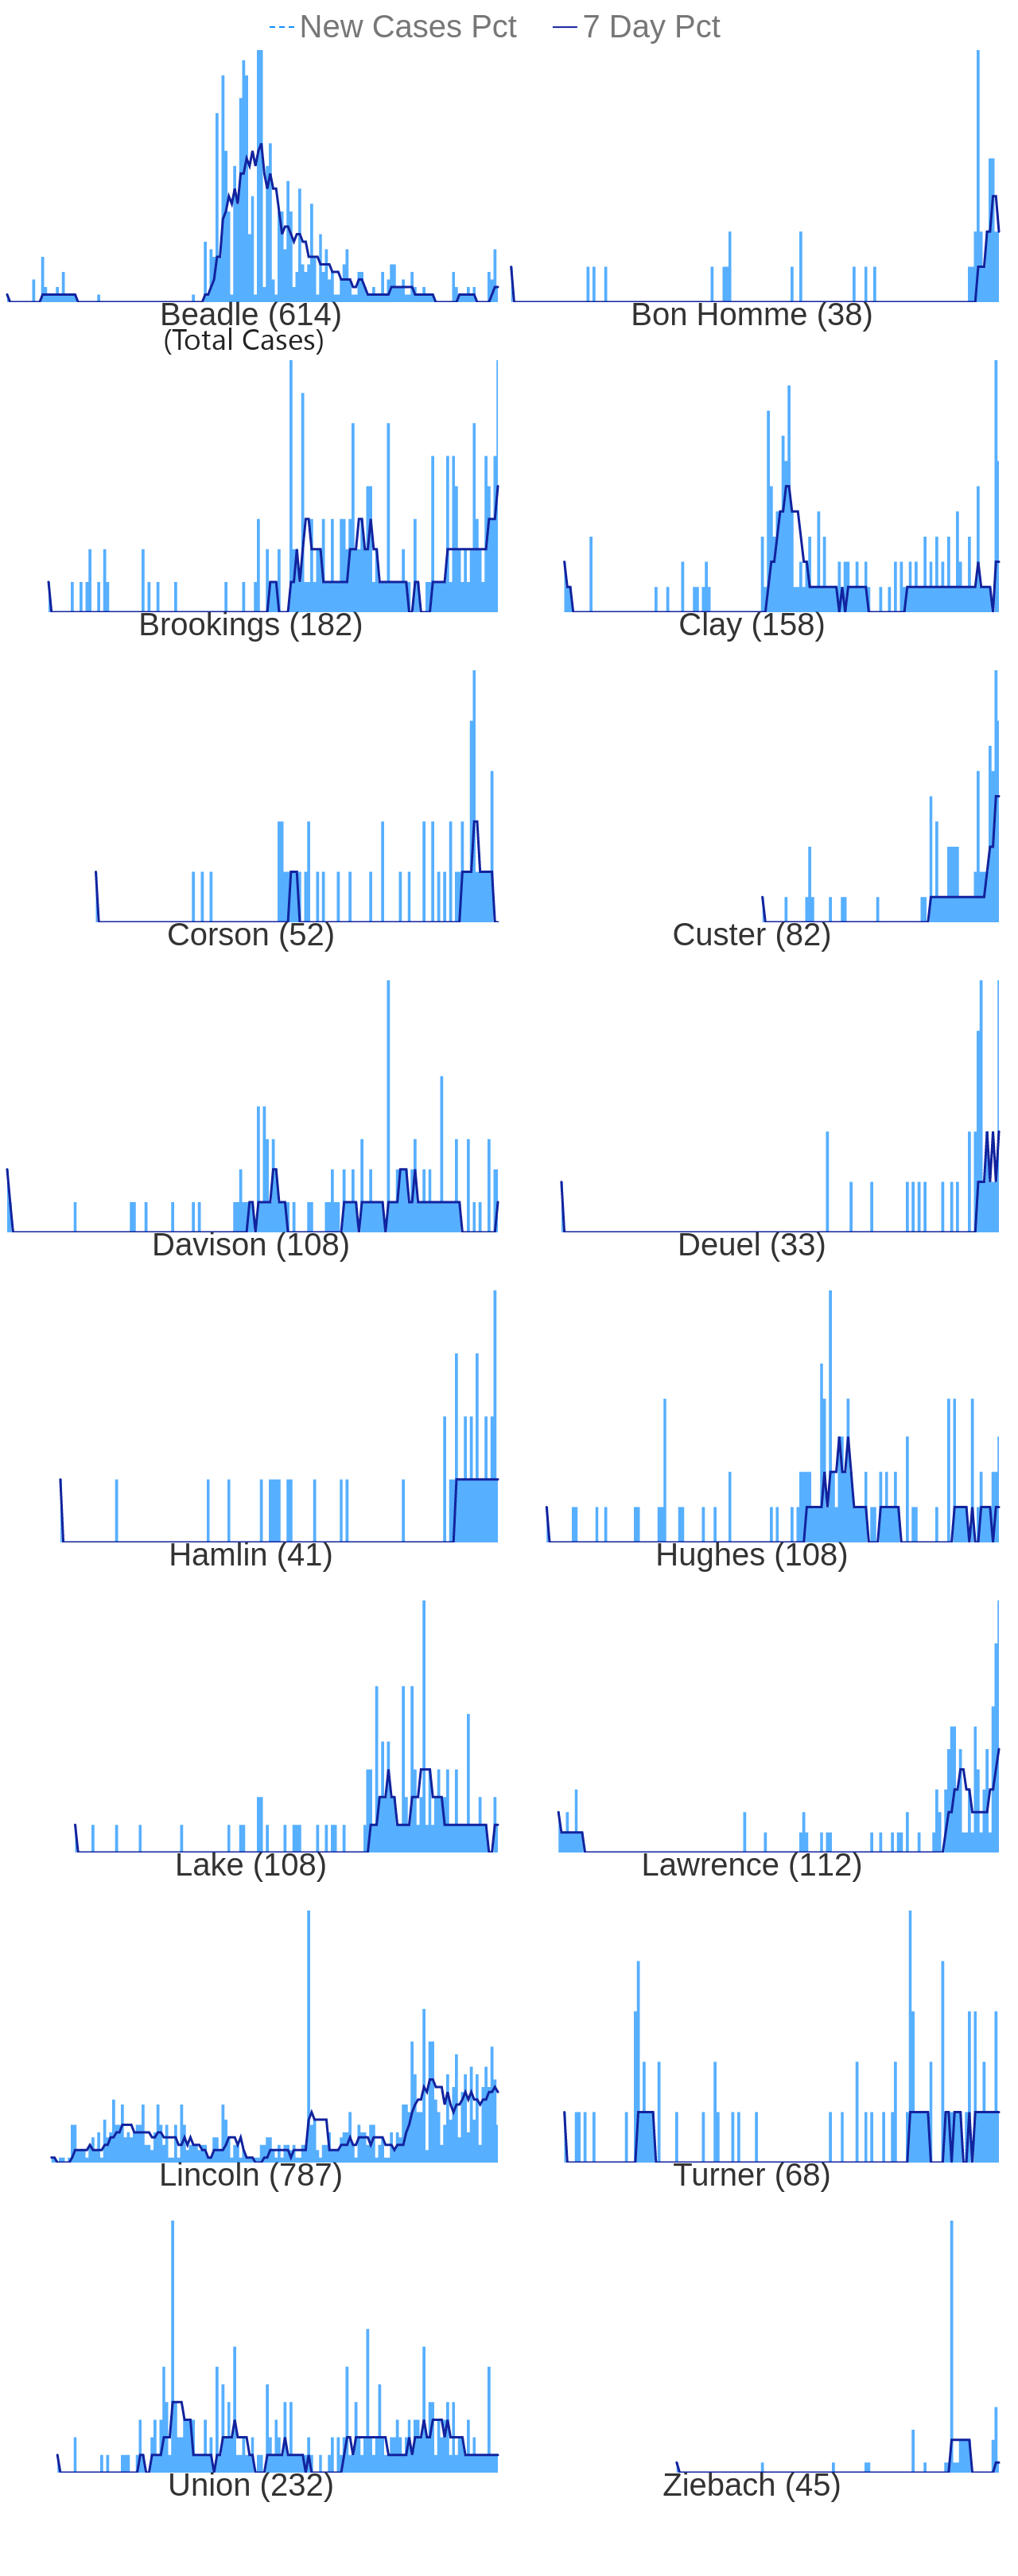 New Cases Pct 7 Day Pct
Beadle (614) Bon Homme (38)
(Total Cases)
Brookings (182) Clay (158)
Corson (52) Custer (82)
Davison (108) Deuel (33)
Hamlin (41) Hughes (108)
Lake (108) Lawrence (112)
Lincoln (787) Turner (68)
Union (232) Ziebach (45)